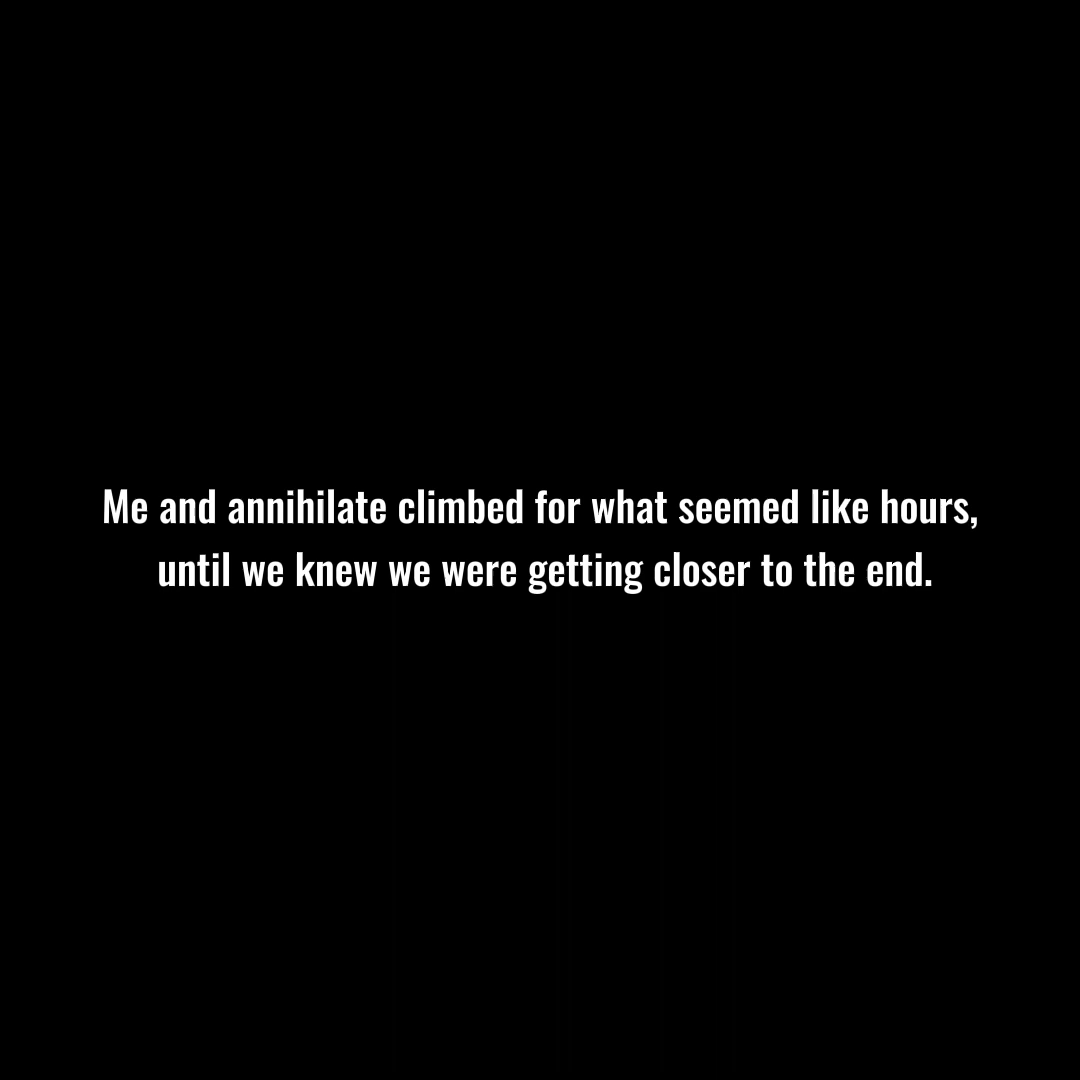 Me and annihilate climbed for what seemed like hours,
until we knew we were getting closer to the end.